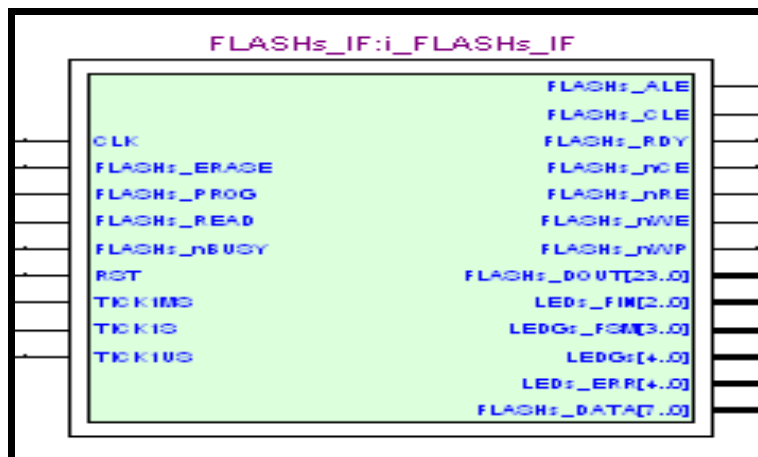 FLASHs_IF:i_FLASHs_IF
FLASHs_ALE
FLASHs_CLE
CLK
FLASHs_RDY
FLASHs_ERASE
FLASHs_nCE
FLASHs_PROG
FLASHs_nRE
FLASHs_READ
FLASHs_nWE
FLASHs_nBUSY
FLASHs_nWP
RST
FLASHs_DOUT[23..0]
TICK1MS
LEDs_FIN[2..0]
TICK1S
LEDGs_FSM[3..0]
TICK1US
LEDGs[4..0]
LEDs_ERR[4..0]
FLASHs_DATA[7..0]